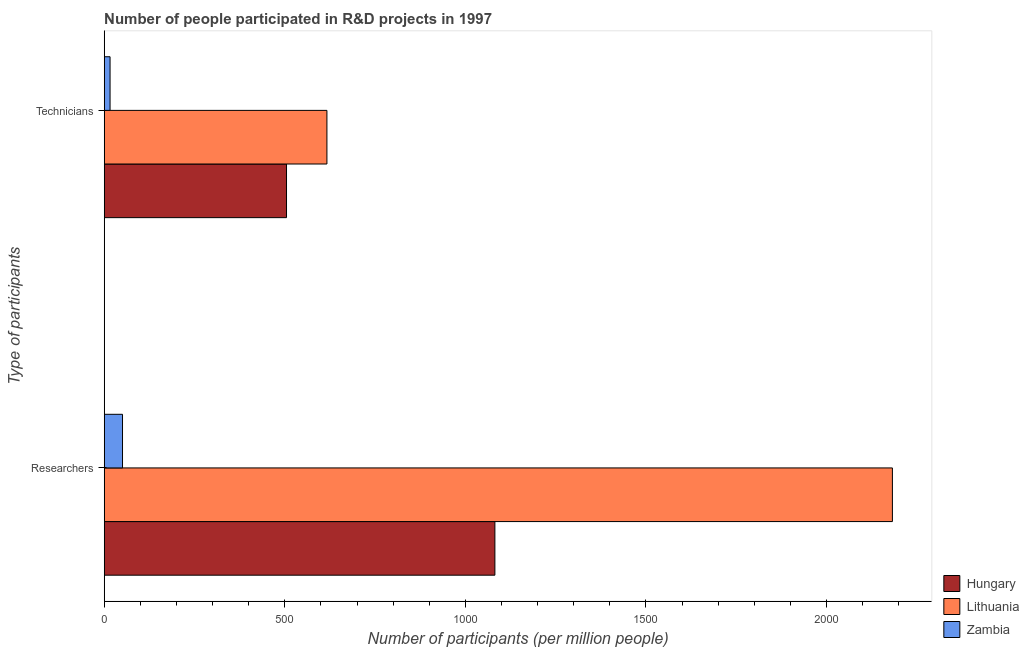 Number of people participated in R&D projects in 1997
Type of participants
Technicians
Researchers
0
500
1000
1500
2000
Number of participants (per million people)
Hungary
Lithuania
Zambia